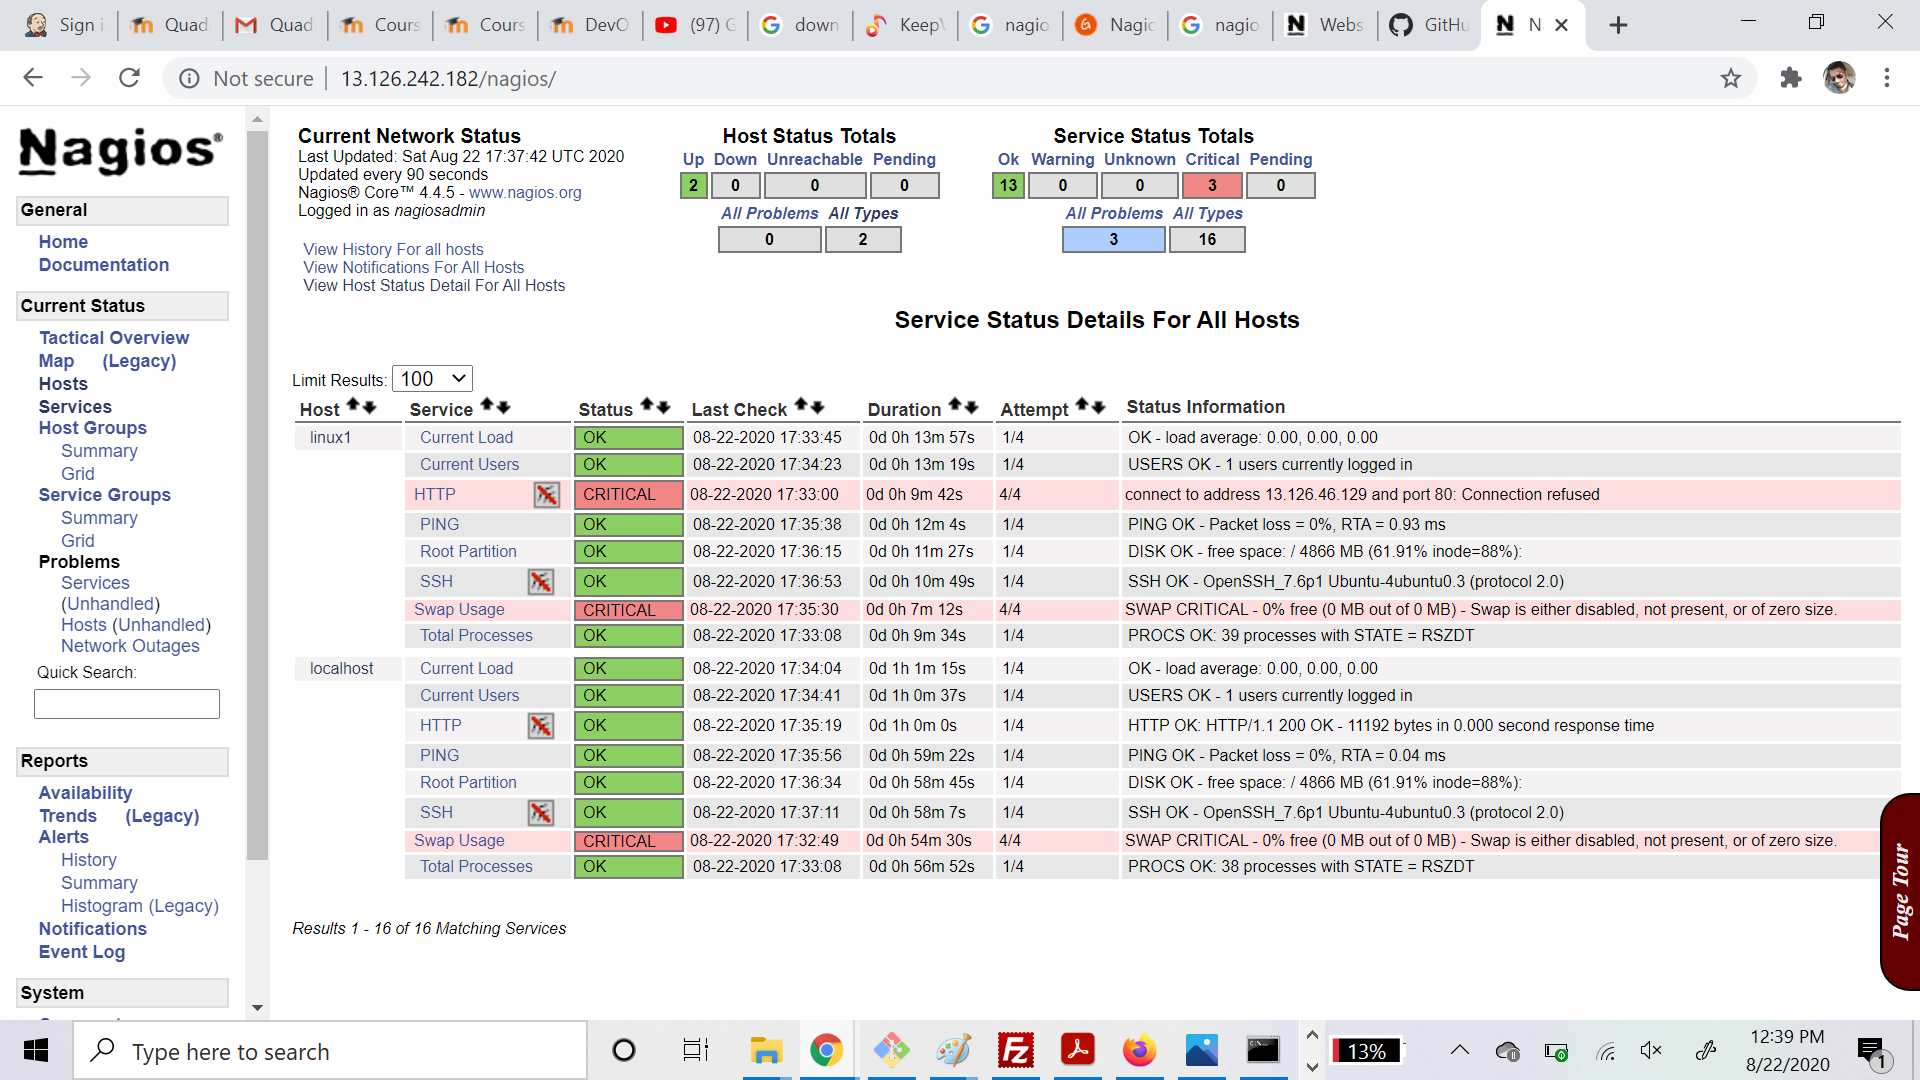 Sign i
Quad
Quad
Cours
Cours
DevO
(97) G
down
Keep
nagio
Nagic
nagio
Webs
GitHu
N
Not secure
13.126.242.182/nagios/
Nagios®
General
Home
Documentation
Current Status
Tactical Overview
Map (Legacy)
Hosts
Services
Host Groups
Summary
Grid
Service Groups
Summary
Grid
Problems
Services
(Unhandled)
Hosts (Unhandled)
Network Outages
Quick Search:
Reports
Availability
Trends (Legacy)
Alerts
History
Summary
Histogram (Legacy)
Notifications
Event Log
System
Current Network Status
Last Updated: Sat Aug 22 17:37:42 UTC 2020
Updated every 90 seconds
Nagios® Core™ 4.4.5 - www.nagios.org
Logged in as nagiosadmin
View History For all hosts
View Notifications For All Hosts
View Host Status Detail For All Hosts
Host Status Totals
Up Down Unreachable Pending
2 0 0 0
All Problems All Types
0 2
Service Status Totals
Ok Warning Unknown Critical Pending
13 0 0 3 0
All Problems All Types
3 16
Service Status Details For All Hosts
Limit Results: 100
Host Service Status Last Check Duration Attempt Status Information
linux1 Current Load OK 08-22-2020 17:33:45 0d 0h 13m 57s 1/4 OK - load average: 0.00, 0.00, 0.00
Current Users OK 08-22-2020 17:34:23 0d 0h 13m 19s 1/4 USERS OK - 1 users currently logged in
HTTP CRITICAL 08-22-2020 17:33:00 0d 0h 9m 42s 4/4 connect to address 13.126.46.129 and port 80: Connection refused
PING OK 08-22-2020 17:35:38 0d 0h 12m 4s 1/4 PING OK - Packet loss = 0%, RTA = 0.93 ms
Root Partition OK 08-22-2020 17:36:15 0d 0h 11m 27s 1/4 DISK OK - free space: / 4866 MB (61.91% inode=88%):
SSH OK 08-22-2020 17:36:53 0d 0h 10m 49s 1/4 SSH OK - OpenSSH_7.6p1 Ubuntu-4ubuntu0.3 (protocol 2.0)
Swap Usage CRITICAL 08-22-2020 17:35:30 0d 0h 7m 12s 4/4 SWAP CRITICAL - 0% free (0 MB out of 0 MB) - Swap is either disabled, not present, or of zero size.
Total Processes OK 08-22-2020 17:33:08 0d 0h 9m 34s 1/4 PROCS OK: 39 processes with STATE = RSZDT
localhost Current Load OK 08-22-2020 17:34:04 0d 1h 1m 15s 1/4 OK - load average: 0.00, 0.00, 0.00
Current Users OK 08-22-2020 17:34:41 0d 1h 0m 37s 1/4 USERS OK - 1 users currently logged in
HTTP OK 08-22-2020 17:35:19 0d 1h 0m 0s 1/4 HTTP OK: HTTP/1.1 200 OK - 11192 bytes in 0.000 second response time
PING OK 08-22-2020 17:35:56 0d 0h 59m 22s 1/4 PING OK - Packet loss = 0%, RTA = 0.04 ms
Root Partition OK 08-22-2020 17:36:34 0d 0h 58m 45s 1/4 DISK OK - free space: / 4866 MB (61.91% inode=88%):
SSH OK 08-22-2020 17:37:11 0d 0h 58m 7s 1/4 SSH OK - OpenSSH_7.6p1 Ubuntu-4ubuntu0.3 (protocol 2.0)
Swap Usage CRITICAL 08-22-2020 17:32:49 0d 0h 54m 30s 4/4 SWAP CRITICAL - 0% free (0 MB out of 0 MB) - Swap is either disabled, not present, or of zero size.
Total Processes OK 08-22-2020 17:33:08 0d 0h 56m 52s 1/4 PROCS OK: 38 processes with STATE = RSZDT
Results 1 - 16 of 16 Matching Services
Page Tour
Type here to search
13%
12:39 PM
8/22/2020
1